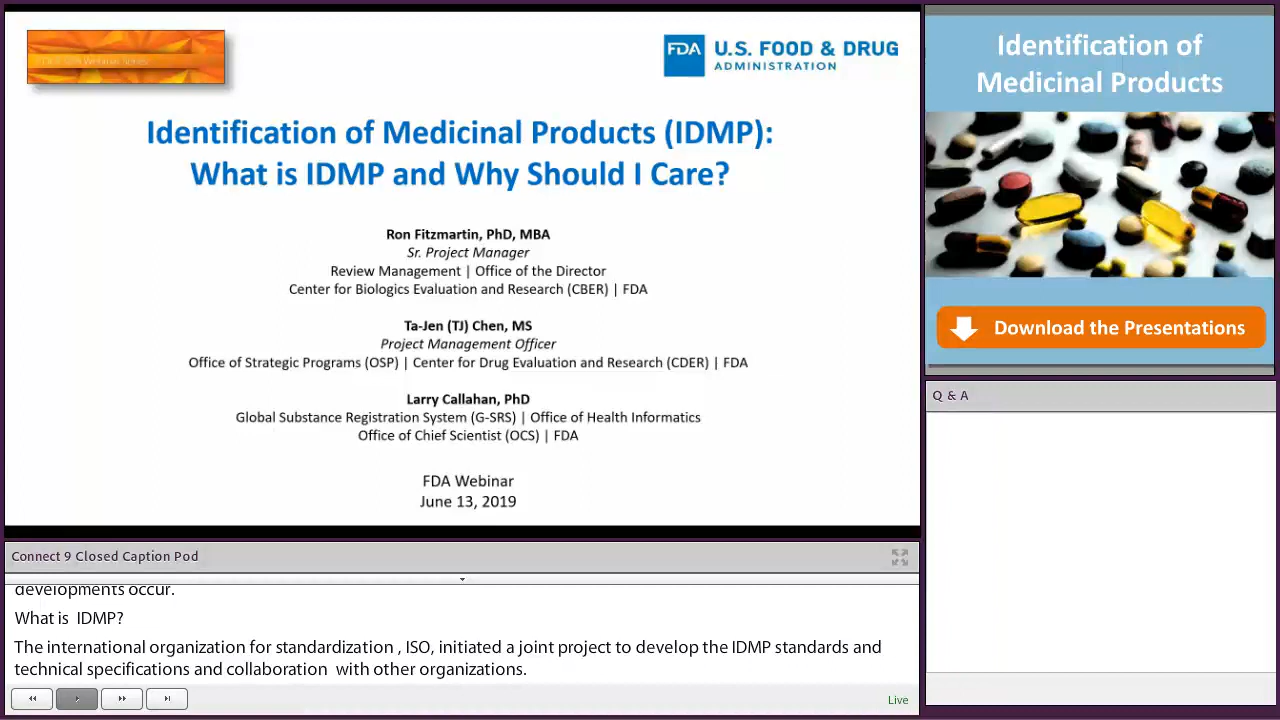 FDA U.S. FOOD & DRUG
ADMINISTRATION
Identification of Medicinal Products (IDMP):
What is IDMP and Why Should I Care?
Ron Fitzmartin, PhD, MBA
Sr. Project Manager
Review Management | Office of the Director
Center for Biologics Evaluation and Research (CBER) | FDA
Ta-Jen (TJ) Chen, MS
Project Management Officer
Office of Strategic Programs (OSP) | Center for Drug Evaluation and Research (CDER) | FDA
Larry Callahan, PhD
Global Substance Registration System (G-SRS) | Office of Health Informatics
Office of Chief Scientist (OCS) | FDA
FDA Webinar
June 13, 2019
Identification of
Medicinal Products
Download the Presentations
Q & A
Connect 9 Closed Caption Pod
developments occur.
What is  IDMP?
The international organization for standardization , ISO, initiated a joint project to develop the IDMP standards and
technical specifications and collaboration  with other organizations.
Live